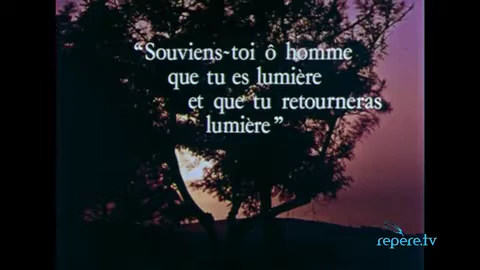 “Souviens-toi ô homme
que tu es lumière
et que tu retourneras
lumière”
repere.tv